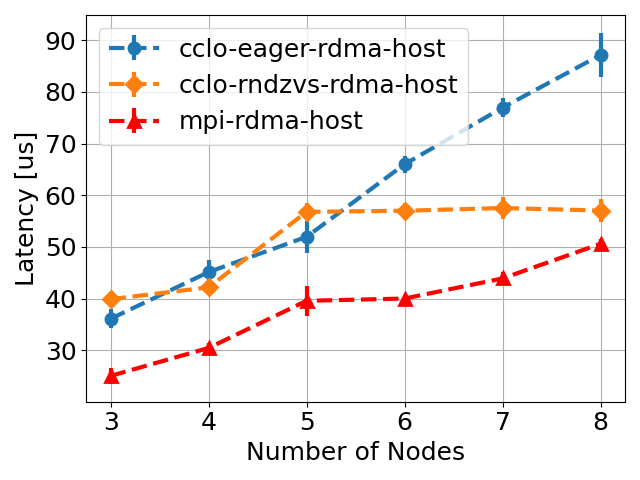 cclo-eager-rdma-host
cclo-rndzvs-rdma-host
mpi-rdma-host
Latency [us]
90
80
70
60
50
40
30
3 4 5 6 7 8
Number of Nodes